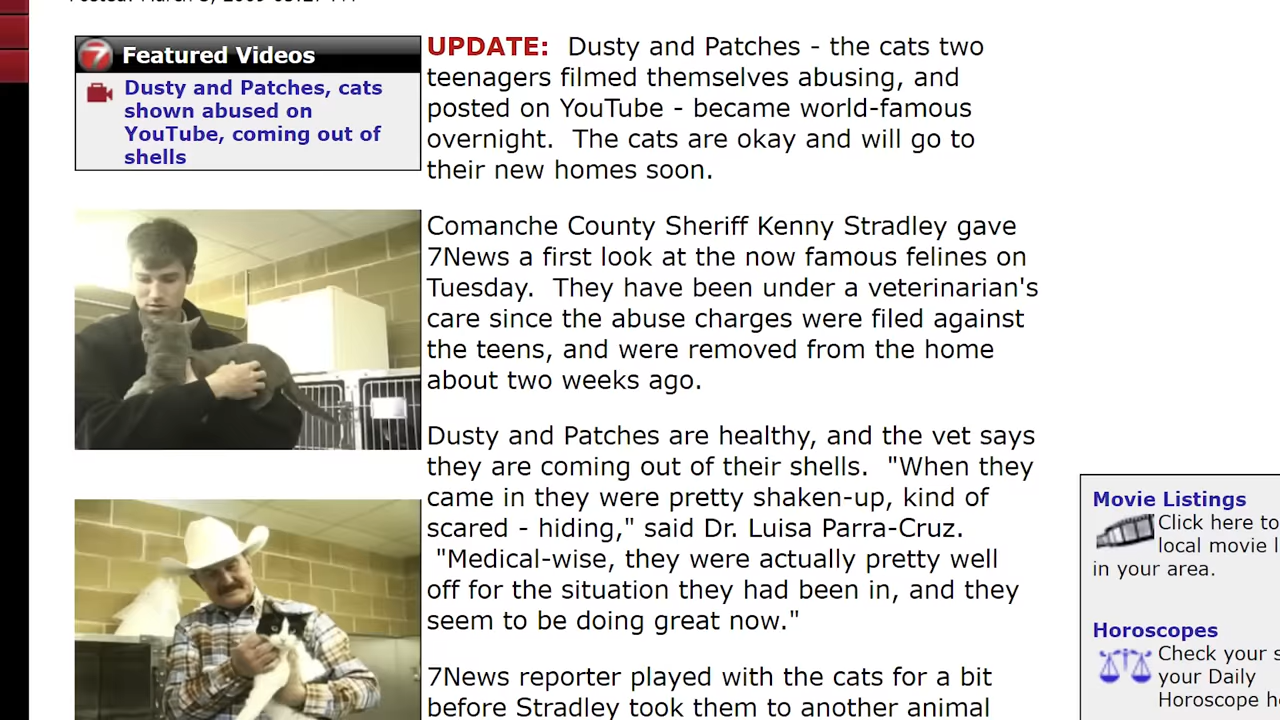 Featured Videos
Dusty and Patches, cats
shown abused on
YouTube, coming out of
shells
UPDATE: Dusty and Patches - the cats two
teenagers filmed themselves abusing, and
posted on YouTube - became world-famous
overnight. The cats are okay and will go to
their new homes soon.
Comanche County Sheriff Kenny Stradley gave
7News a first look at the now famous felines on
Tuesday. They have been under a veterinarian's
care since the abuse charges were filed against
the teens, and were removed from the home
about two weeks ago.
Dusty and Patches are healthy, and the vet says
they are coming out of their shells. "When they
came in they were pretty shaken-up, kind of
scared - hiding," said Dr. Luisa Parra-Cruz.
"Medical-wise, they were actually pretty well
off for the situation they had been in, and they
seem to be doing great now."
7News reporter played with the cats for a bit
before Stradley took them to another animal
Movie Listings
Click here to
local movie
in your area.
Horoscopes
Check your
your Daily
Horoscope